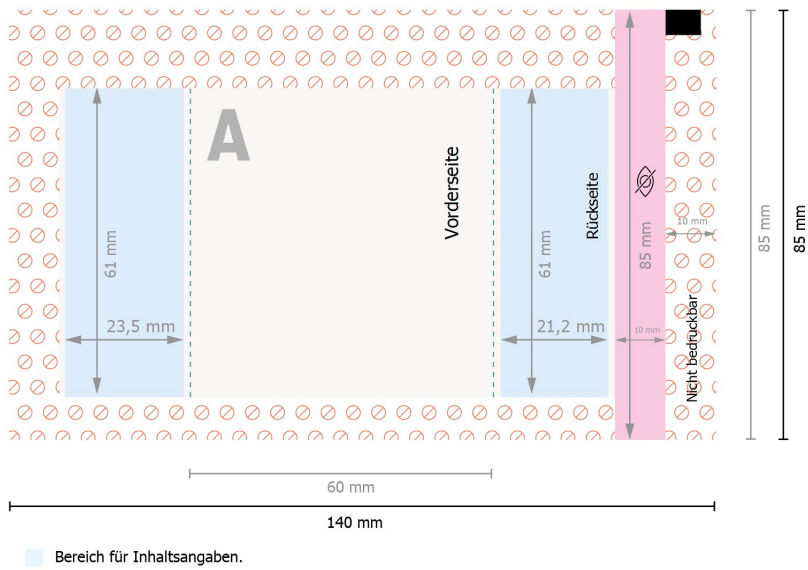 A
Vorderseite
Rückseite
61 mm
61 mm
85 mm
10 mm
85 mm
85 mm
23,5 mm
21,2 mm
10 mm
Nicht bedruckbar
60 mm
140 mm
Bereich für Inhaltsangaben.